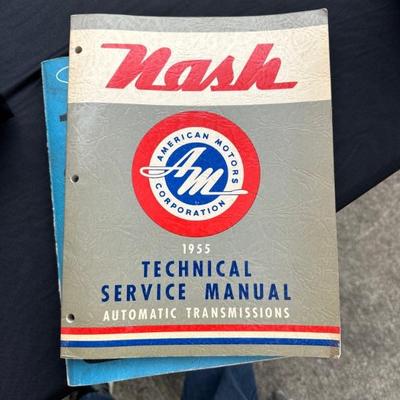 Nash
AMERICAN MOTORS
AM
CORPORATION
1955
TECHNICAL
SERVICE MANUAL
AUTOMATIC TRANSMISSIONS